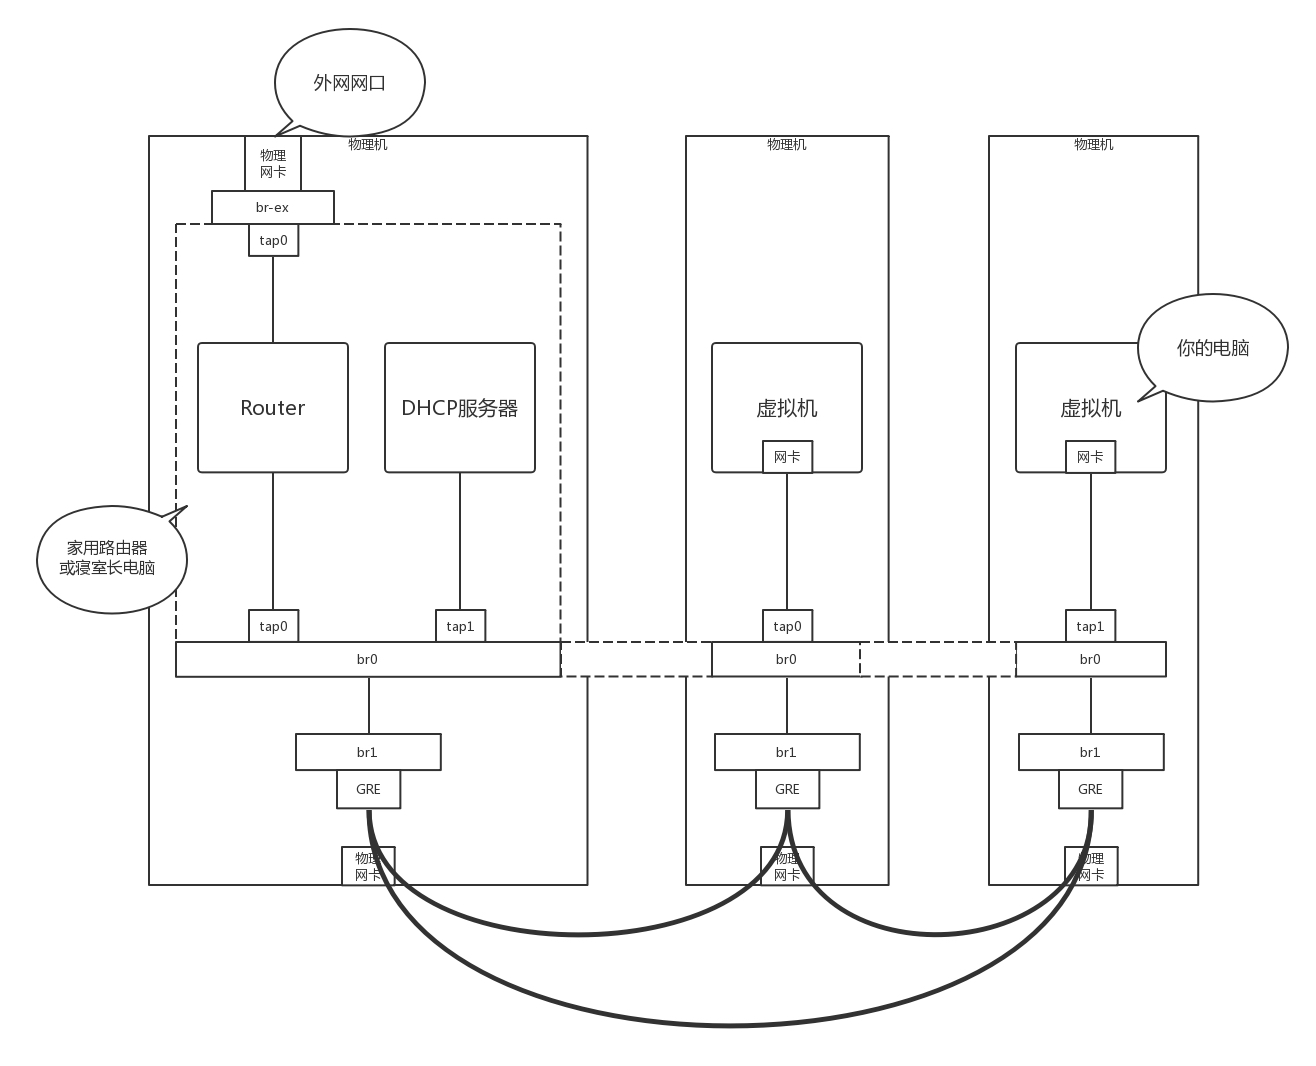 外网网口
物理机
物理机
物理机
物理
网卡
br-ex
tap0
你的电脑
Router
DHCP服务器
虚拟机
虚拟机
网卡
网卡
家用路由器
或寝室长电脑
tap0
tap1
tap0
tap1
br0
br0
br0
br1
br1
br1
GRE
GRE
GRE
物理
网卡
物理
网卡
物理
网卡